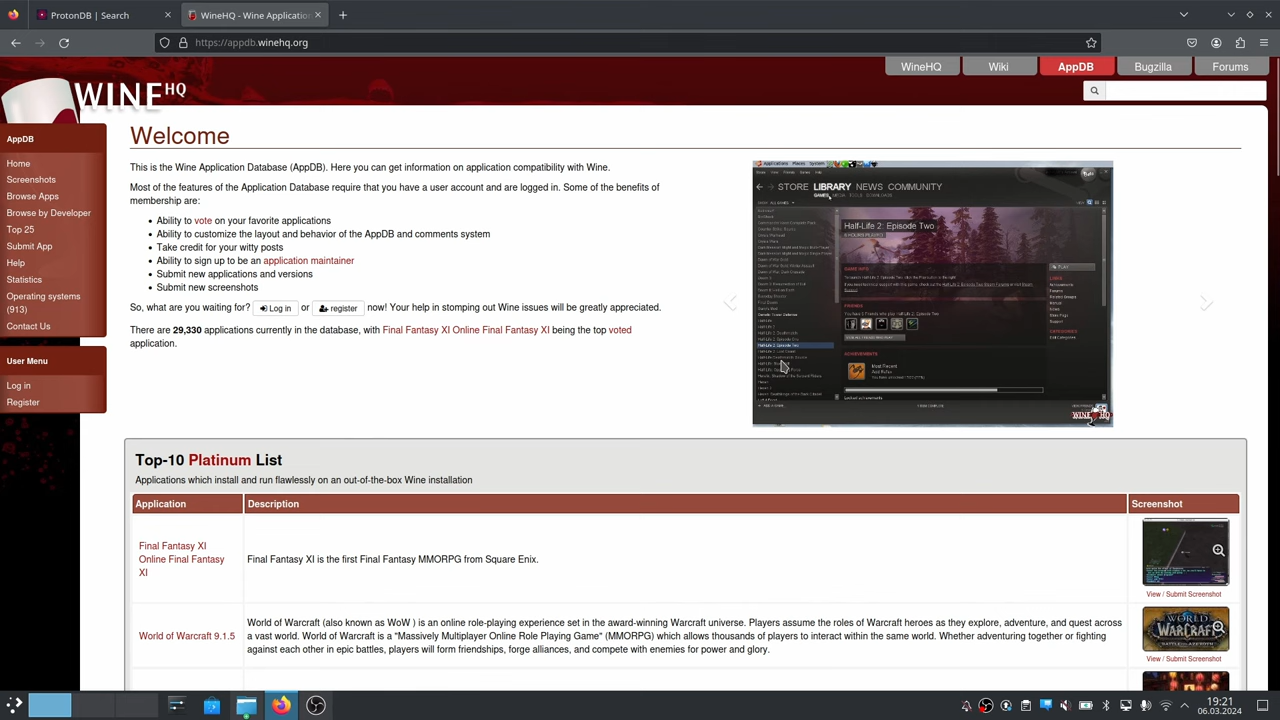 ProtonDB | Search
WineHQ - Wine Application
https://appdb.winehq.org
WineHQ
Wiki
AppDB
Bugzilla
Forums
WINE HQ
AppDB
Home
Screenshots
Browse Apps
Browse by Developer
Top 25
Submit App
Help
Statistics
Operating systems
(913)
Contact Us
User Menu
Log in
Register
Welcome
This is the Wine Application Database (AppDB). Here you can get information on application compatibility with Wine.
Most of the features of the Application Database require that you have a user account and are logged in. Some of the benefits of
membership are:
Ability to vote on your favorite applications
Ability to customize the layout and behavior of the AppDB and comments system
Take credit for your witty posts
Ability to sign up to be an application maintainer
Submit new applications and versions
Submit new screenshots
So, what are you waiting for? Log in or register now! Your help in stomping out Wine issues will be greatly appreciated.
There are applications currently in the database, with Final Fantasy XI Online Final Fantasy XI being the top voted
application.
STORE LIBRARY NEWS COMMUNITY
Half-Life 2: Episode Two
GAME INFO
FRIENDS
ACHIEVEMENTS
WINE HQ
Top-10 Platinum List
Applications which install and run flawlessly on an out-of-the-box Wine installation
Application
Description
Screenshot
Final Fantasy XI
Online Final Fantasy
XI
Final Fantasy XI is the first Final Fantasy MMORPG from Square Enix.
View / Submit Screenshot
World of Warcraft 9.1.5
World of Warcraft (also known as WoW ) is an online role-playing experience set in the award-winning Warcraft universe. Players assume the roles of Warcraft heroes as they explore, adventure, and quest across
a vast world. World of Warcraft is a "Massively Multiplayer Online Role Playing Game" (MMORPG) which allows thousands of players to interact within the same world. Whether adventuring together or fighting
against each other in epic battles, players will form friendships, forge alliances, and compete with enemies for power and glory.
WORLD
WARCRAFT
View / Submit Screenshot
19:21
06.03.2024